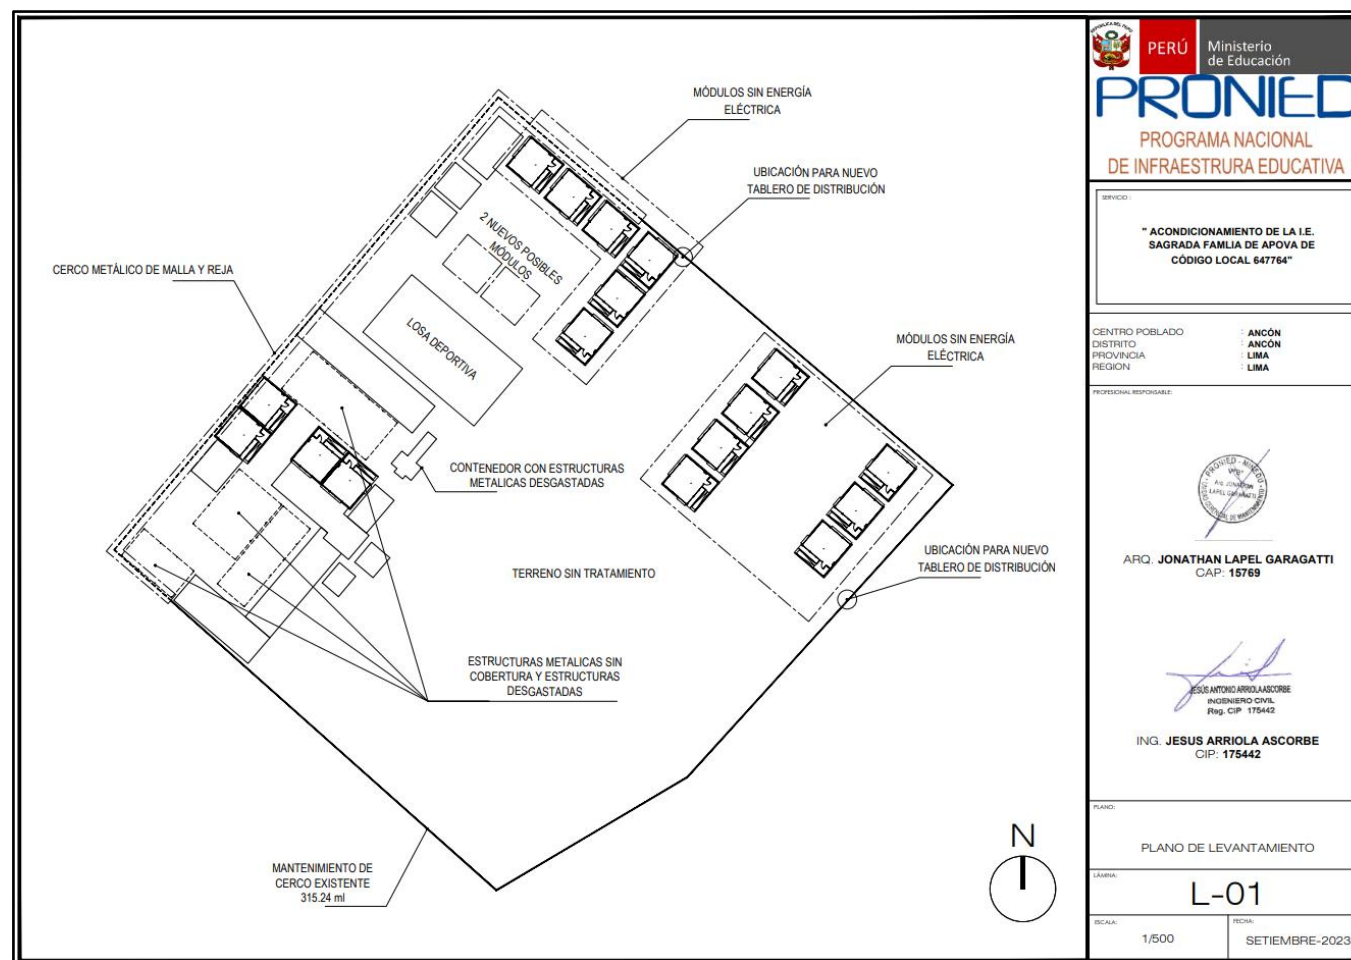 MÓDULOS SIN ENERGÍA
ELÉCTRICA
UBICACIÓN PARA NUEVO
TABLERO DE DISTRIBUCIÓN
2 NUEVOS POSIBLES
MÓDULOS
CERCO METÁLICO DE MALLA Y REJA
LOSA DEPORTIVA
MÓDULOS SIN ENERGÍA
ELÉCTRICA
CONTENEDOR CON ESTRUCTURAS
METALICAS DESGASTADAS
UBICACIÓN PARA NUEVO
TABLERO DE DISTRIBUCIÓN
TERRENO SIN TRATAMIENTO
ESTRUCTURAS METALICAS SIN
COBERTURA Y ESTRUCTURAS
DESGASTADAS
MANTENIMIENTO DE
CERCO EXISTENTE
315.24 ml
N
PERÚ
Ministerio
de Educación
PRONIED
PROGRAMA NACIONAL
DE INFRAESTRURA EDUCATIVA
SERVICIO :
" ACONDICIONAMIENTO DE LA I.E.
SAGRADA FAMLIA DE APOVA DE
CÓDIGO LOCAL 647764"
CENTRO POBLADO : ANCÓN
DISTRITO : ANCÓN
PROVINCIA : LIMA
REGION : LIMA
PROFESIONAL RESPONSABLE:
PRONIED - MINEDU
ARQ. JONATHAN LAPEL GARAGATTI
CAP: 15769
JESÚS ANTONIO ARRIOLA ASCORBE
INGENIERO CIVIL
Reg. CIP 175442
ING. JESUS ARRIOLA ASCORBE
CIP: 175442
PLANO:
PLANO DE LEVANTAMIENTO
LÁMINA:
L-01
ESCALA:
1/500
FECHA:
SETIEMBRE-2023